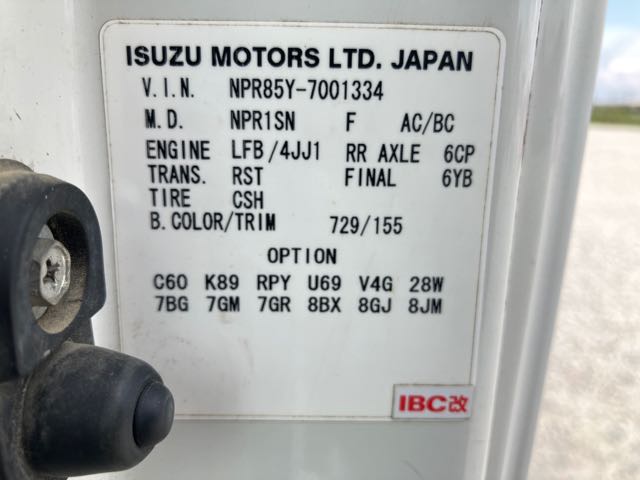 ISUZU MOTORS LTD. JAPAN
V.I.N. NPR85Y-7001334
M.D. NPR1SN F AC/BC
ENGINE LFB/4JJ1 RR AXLE 6CP
TRANS. RST FINAL 6YB
TIRE CSH
B.COLOR/TRIM 729/155
OPTION
C60 K89 RPY U69 V4G 28W
7BG 7GM 7GR 8BX 8GJ 8JM
IBC改